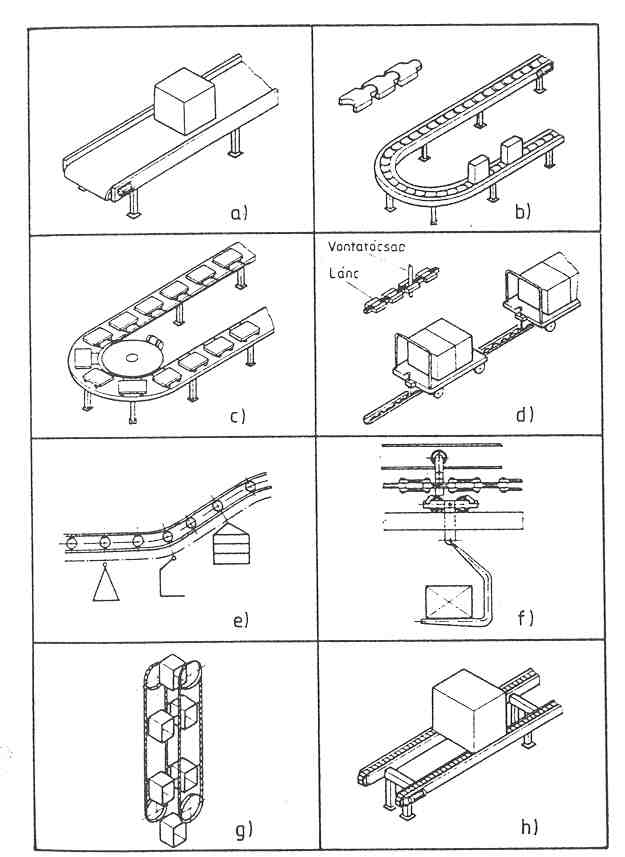 a)
b)
c)
Vontatócsap
Lánc
d)
e)
f)
g)
h)